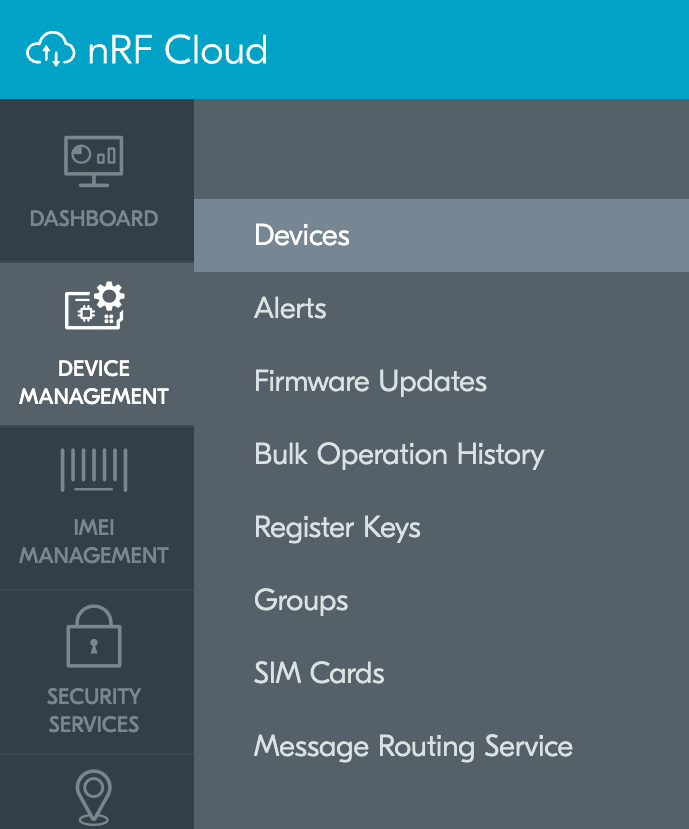 nRF Cloud
DASHBOARD
DEVICE
MANAGEMENT
IMEI
MANAGEMENT
SECURITY
SERVICES
Devices
Alerts
Firmware Updates
Bulk Operation History
Register Keys
Groups
SIM Cards
Message Routing Service